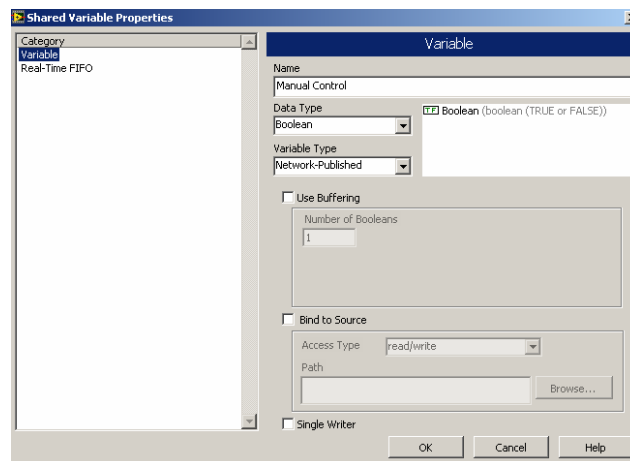 Shared Variable Properties
Category
Variable
Real-Time FIFO
Variable
Name
Manual Control
Data Type
Boolean
TF Boolean (boolean (TRUE or FALSE))
Variable Type
Network-Published
Use Buffering
Number of Booleans
1
Bind to Source
Access Type read/write
Path
Browse...
Single Writer
OK Cancel Help